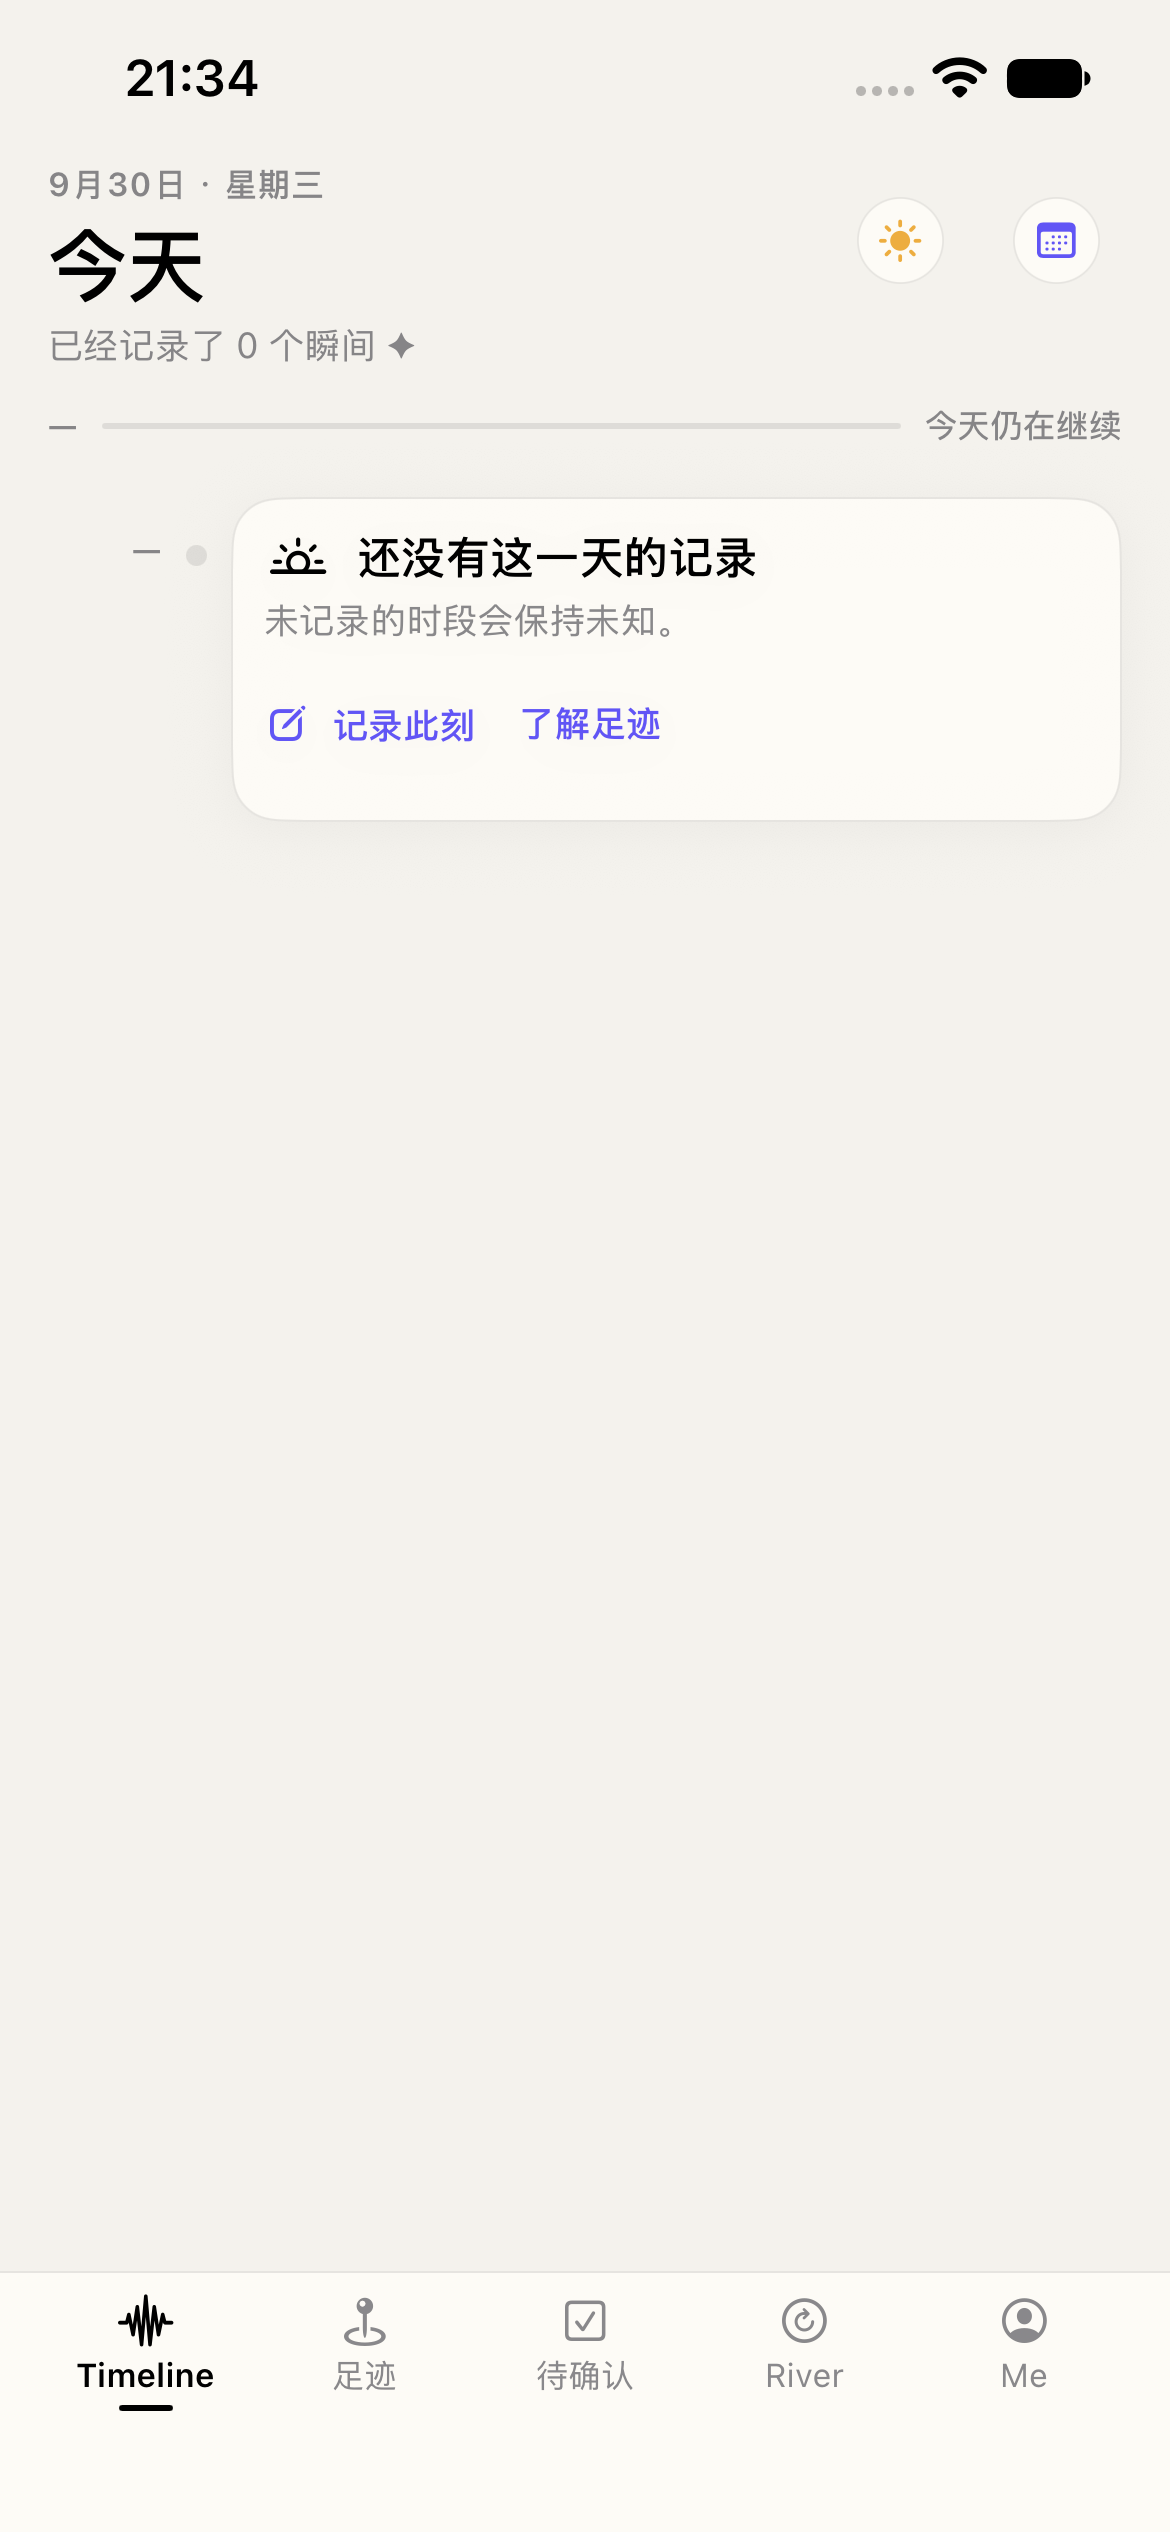 21:34
9月30日 · 星期三
今天
已经记录了 0 个瞬间 ✦
— 今天仍在继续
— 还没有这一天的记录
未记录的时段会保持未知。
记录此刻 了解足迹
Timeline 足迹 待确认 River Me